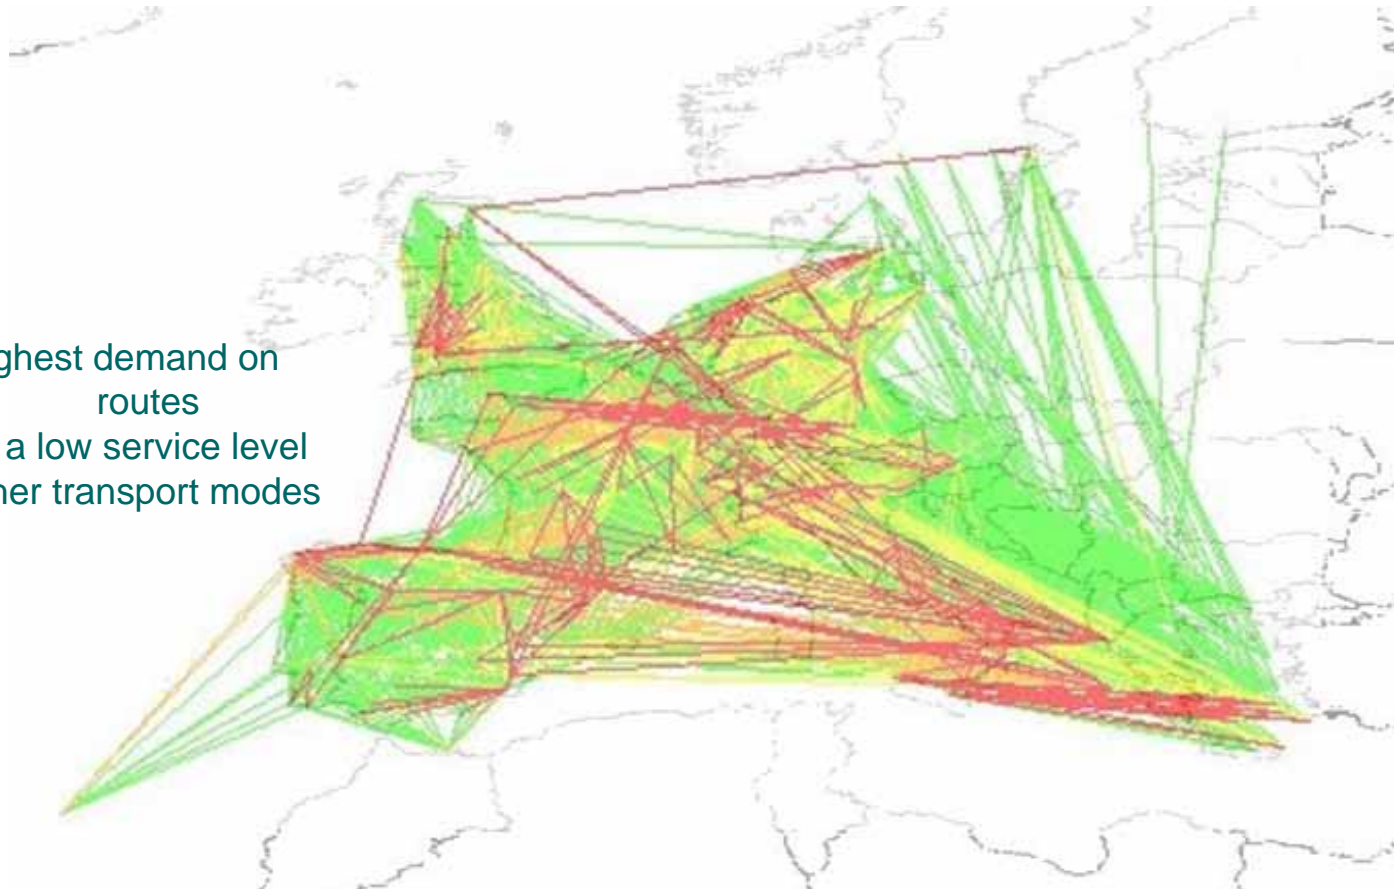 ghest demand on
routes
a low service level
her transport modes